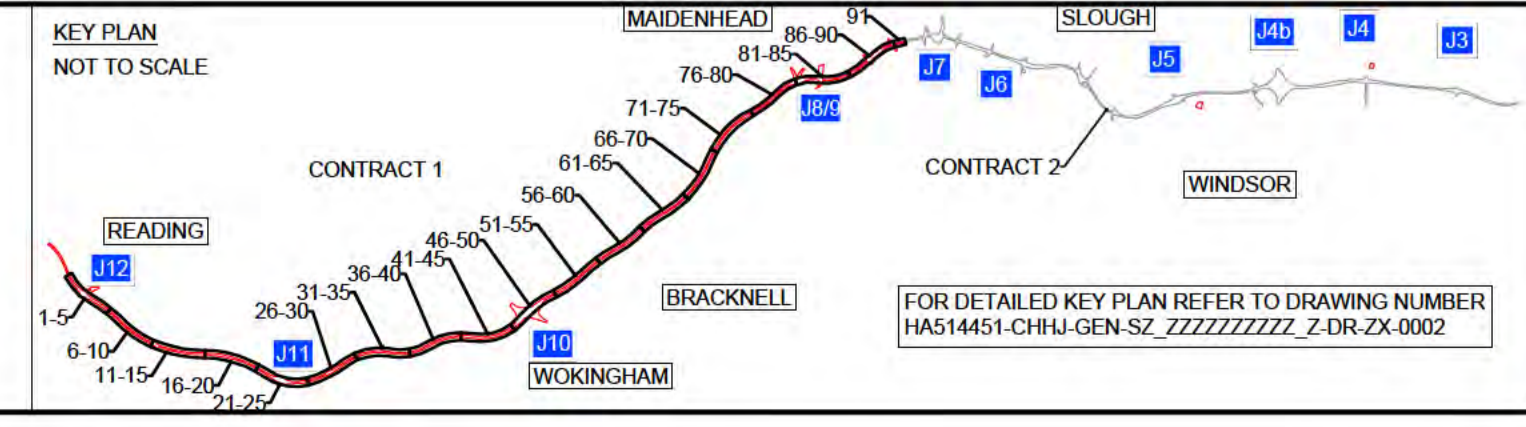 KEY PLAN
NOT TO SCALE
MAIDENHEAD
91
SLOUGH
86-90
81-85
76-80
J8/9
J7
J6
J5
J4b
J4
J3
71-75
66-70
61-65
CONTRACT 1
CONTRACT 2
WINDSOR
56-60
51-55
46-50
41-45
36-40
31-35
26-30
READING
J12
1-5
6-10
11-15
16-20
21-25
J11
J10
WOKINGHAM
BRACKNELL
FOR DETAILED KEY PLAN REFER TO DRAWING NUMBER
HA514451-CHHJ-GEN-SZ_ZZZZZZZZZZ_Z-DR-ZX-0002